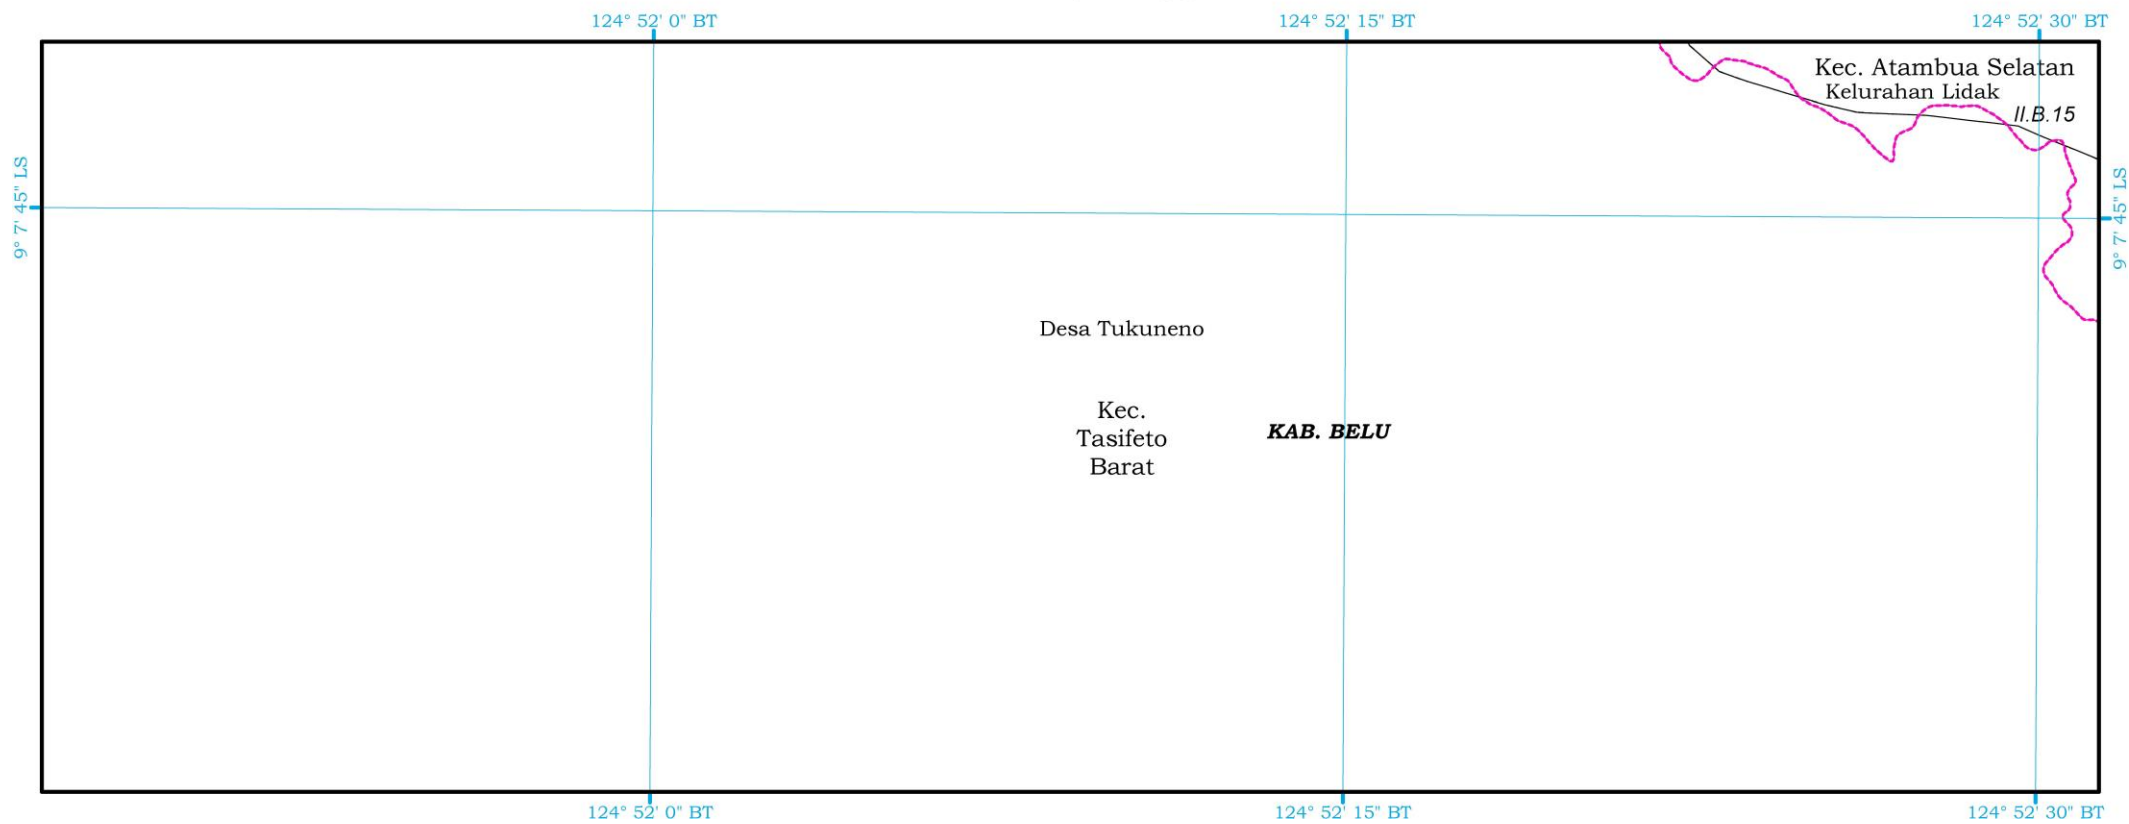 124° 52' 0" BT
124° 52' 15" BT
124° 52' 30" BT
Kec. Atambua Selatan
Kelurahan Lidak
II.B.15
9° 7' 45" LS
9° 7' 45" LS
Desa Tukuneno
Kec.
Tasifeto
Barat
KAB. BELU
124° 52' 0" BT
124° 52' 15" BT
124° 52' 30" BT